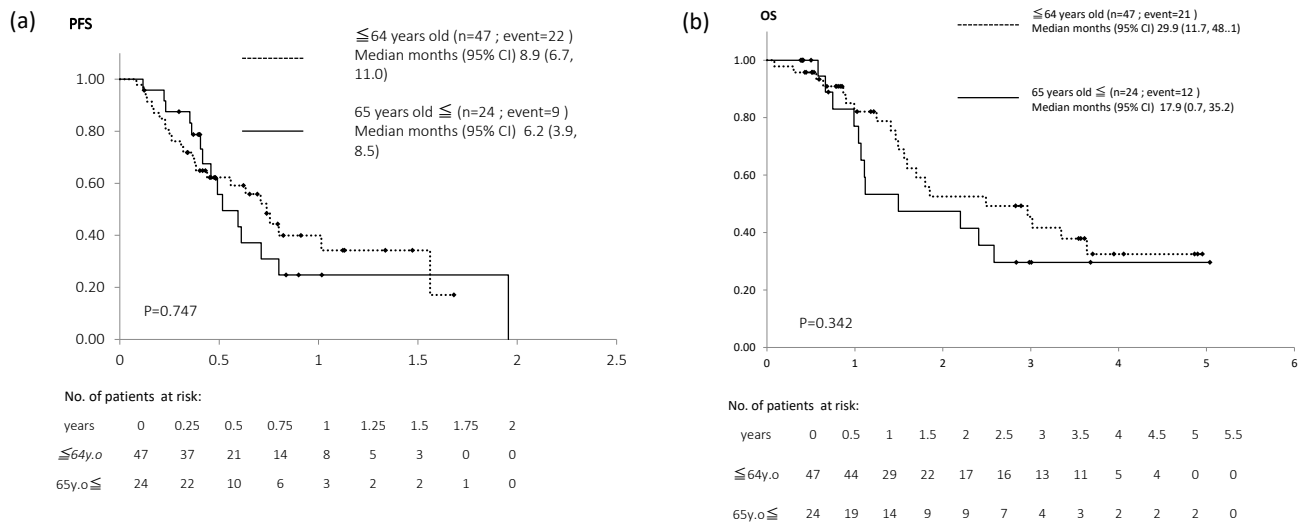 (a)
PFS
≦64 years old (n=47 ; event=22 )
Median months (95% CI) 8.9 (6.7,
11.0)
65 years old ≦ (n=24 ; event=9 )
Median months (95% CI) 6.2 (3.9,
8.5)
1.00
0.80
0.60
0.40
0.20
0.00
P=0.747
0 0.5 1 1.5 2 2.5
No. of patients at risk:
years 0 0.25 0.5 0.75 1 1.25 1.5 1.75 2
≦64y.o 47 37 21 14 8 5 3 0 0
65y.o≦ 24 22 10 6 3 2 2 1 0
(b)
OS
≦64 years old (n=47 ; event=21 )
Median months (95% CI) 29.9 (11.7, 48..1)
65 years old ≦ (n=24 ; event=12 )
Median months (95% CI) 17.9 (0.7, 35.2)
1.00
0.80
0.60
0.40
0.20
0.00
P=0.342
0 1 2 3 4 5 6
No. of patients at risk:
years 0 0.5 1 1.5 2 2.5 3 3.5 4 4.5 5 5.5
≦64y.o 47 44 29 22 17 16 13 11 5 4 0 0
65y.o≦ 24 19 14 9 9 7 4 3 2 2 2 0